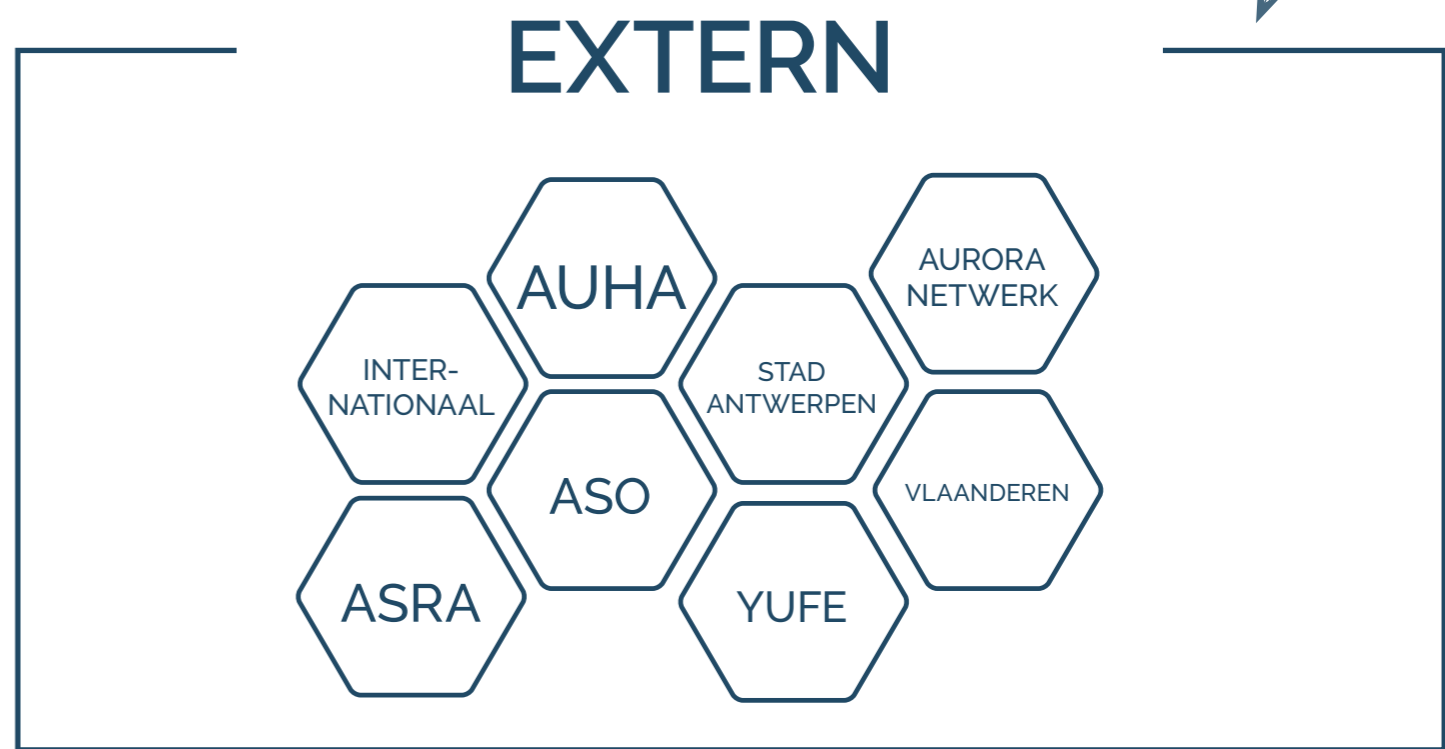 EXTERN
AUHA
AURORA
NETWERK
INTER-
NATIONAAL
STAD
ANTWERPEN
ASO
VLAANDEREN
ASRA
YUFE